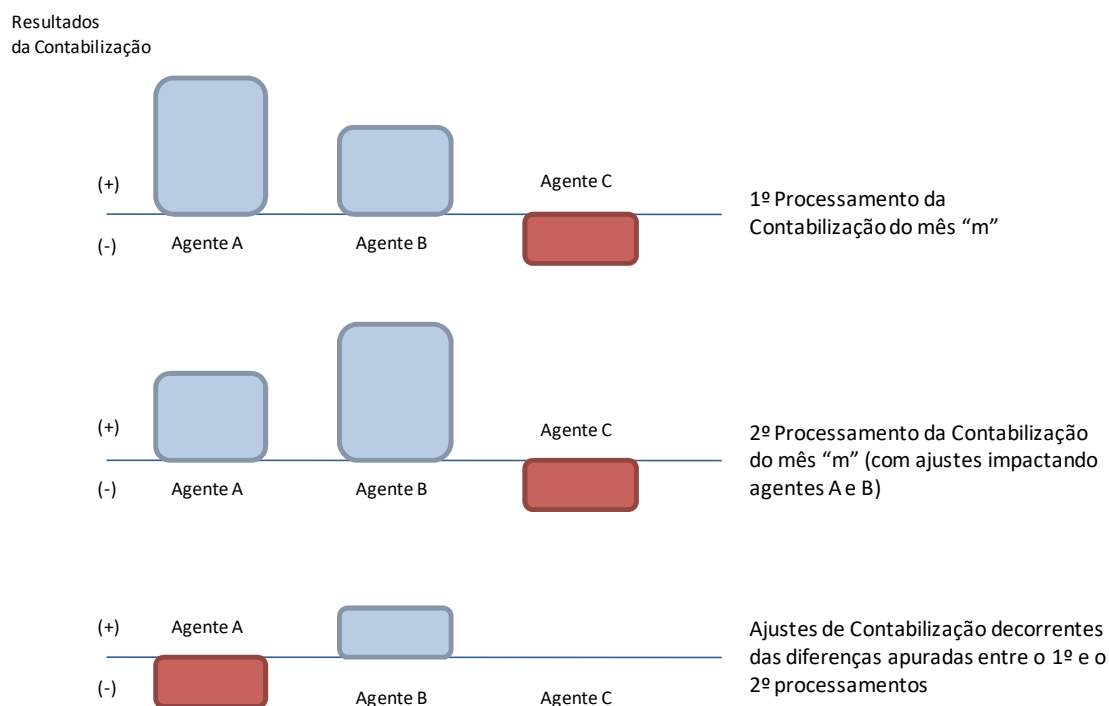 Resultados
da Contabilização
(+)
Agente C
1º Processamento da
Contabilização do mês “m”
(-)
Agente A
Agente B
(+)
Agente C
2º Processamento da Contabilização
do mês “m” (com ajustes impactando
agentes A e B)
(-)
Agente A
Agente B
(+)
Agente A
Ajustes de Contabilização decorrentes
das diferenças apuradas entre o 1º e o
2º processamentos
(-)
Agente B
Agente C